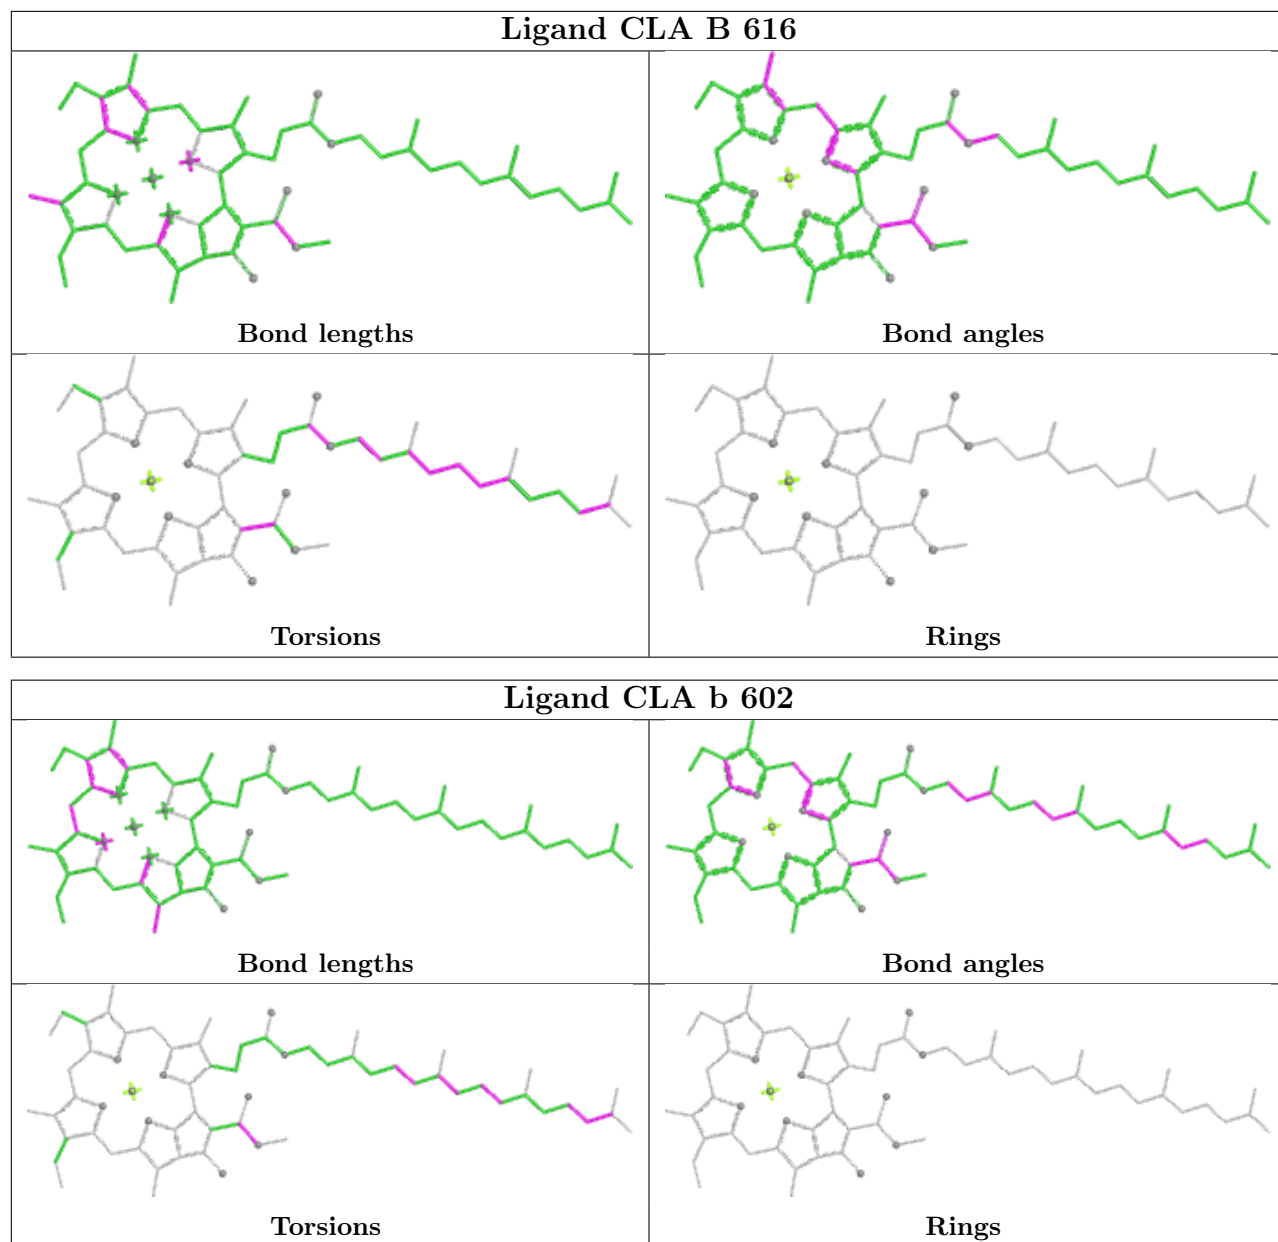 Ligand CLA B 616
Bond lengths
Bond angles
Torsions
Rings
Ligand CLA b 602
Bond lengths
Bond angles
Torsions
Rings